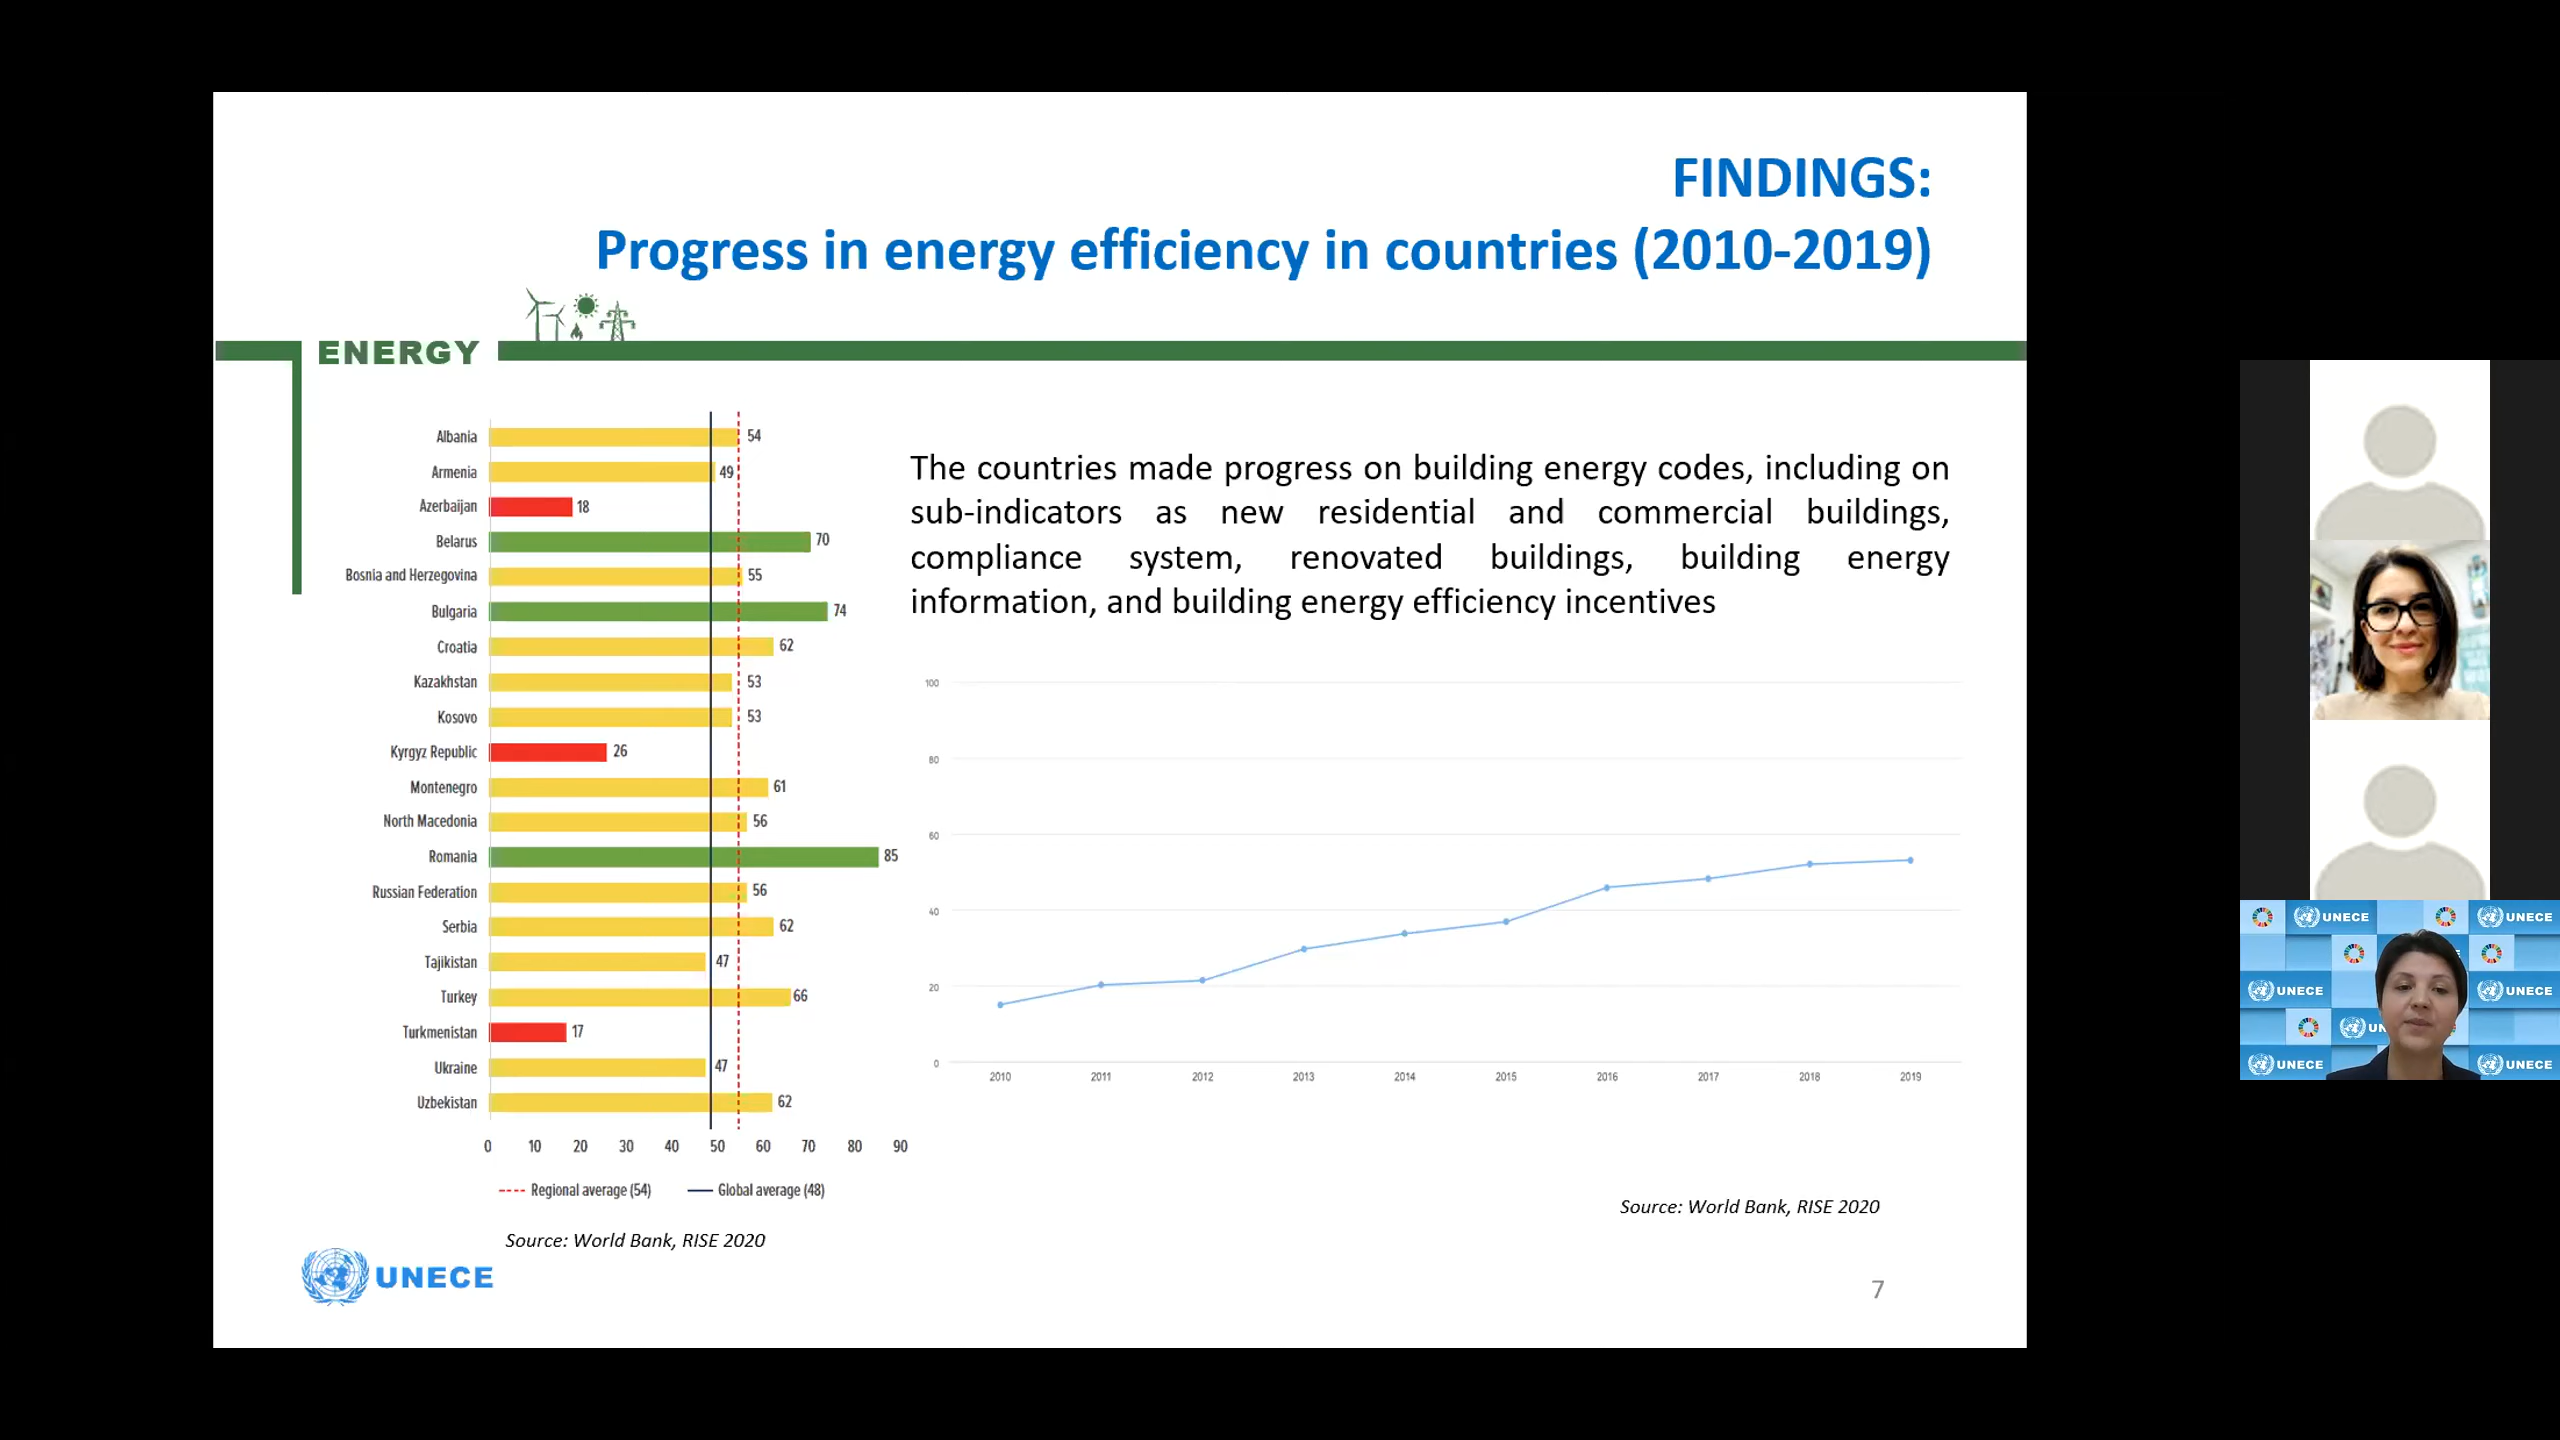 FINDINGS:
Progress in energy efficiency in countries (2010-2019)
ENERGY
Albania 54
Armenia 49
Azerbaijan 18
Belarus 70
Bosnia and Herzegovina 55
Bulgaria 74
Croatia 62
Kazakhstan 53
Kosovo 53
Kyrgyz Republic 26
Montenegro 61
North Macedonia 56
Romania 85
Russian Federation 56
Serbia 62
Tajikistan 47
Turkey 66
Turkmenistan 17
Ukraine 47
Uzbekistan 62
0 10 20 30 40 50 60 70 80 90
Regional average (54) Global average (48)
Source: World Bank, RISE 2020
The countries made progress on building energy codes, including on
sub-indicators as new residential and commercial buildings,
compliance system, renovated buildings, building energy
information, and building energy efficiency incentives
100
80
60
40
20
0
2010 2011 2012 2013 2014 2015 2016 2017 2018 2019
Source: World Bank, RISE 2020
UNECE
7
UNECE UNECE
UNECE UNECE
UN
UNECE UNECE